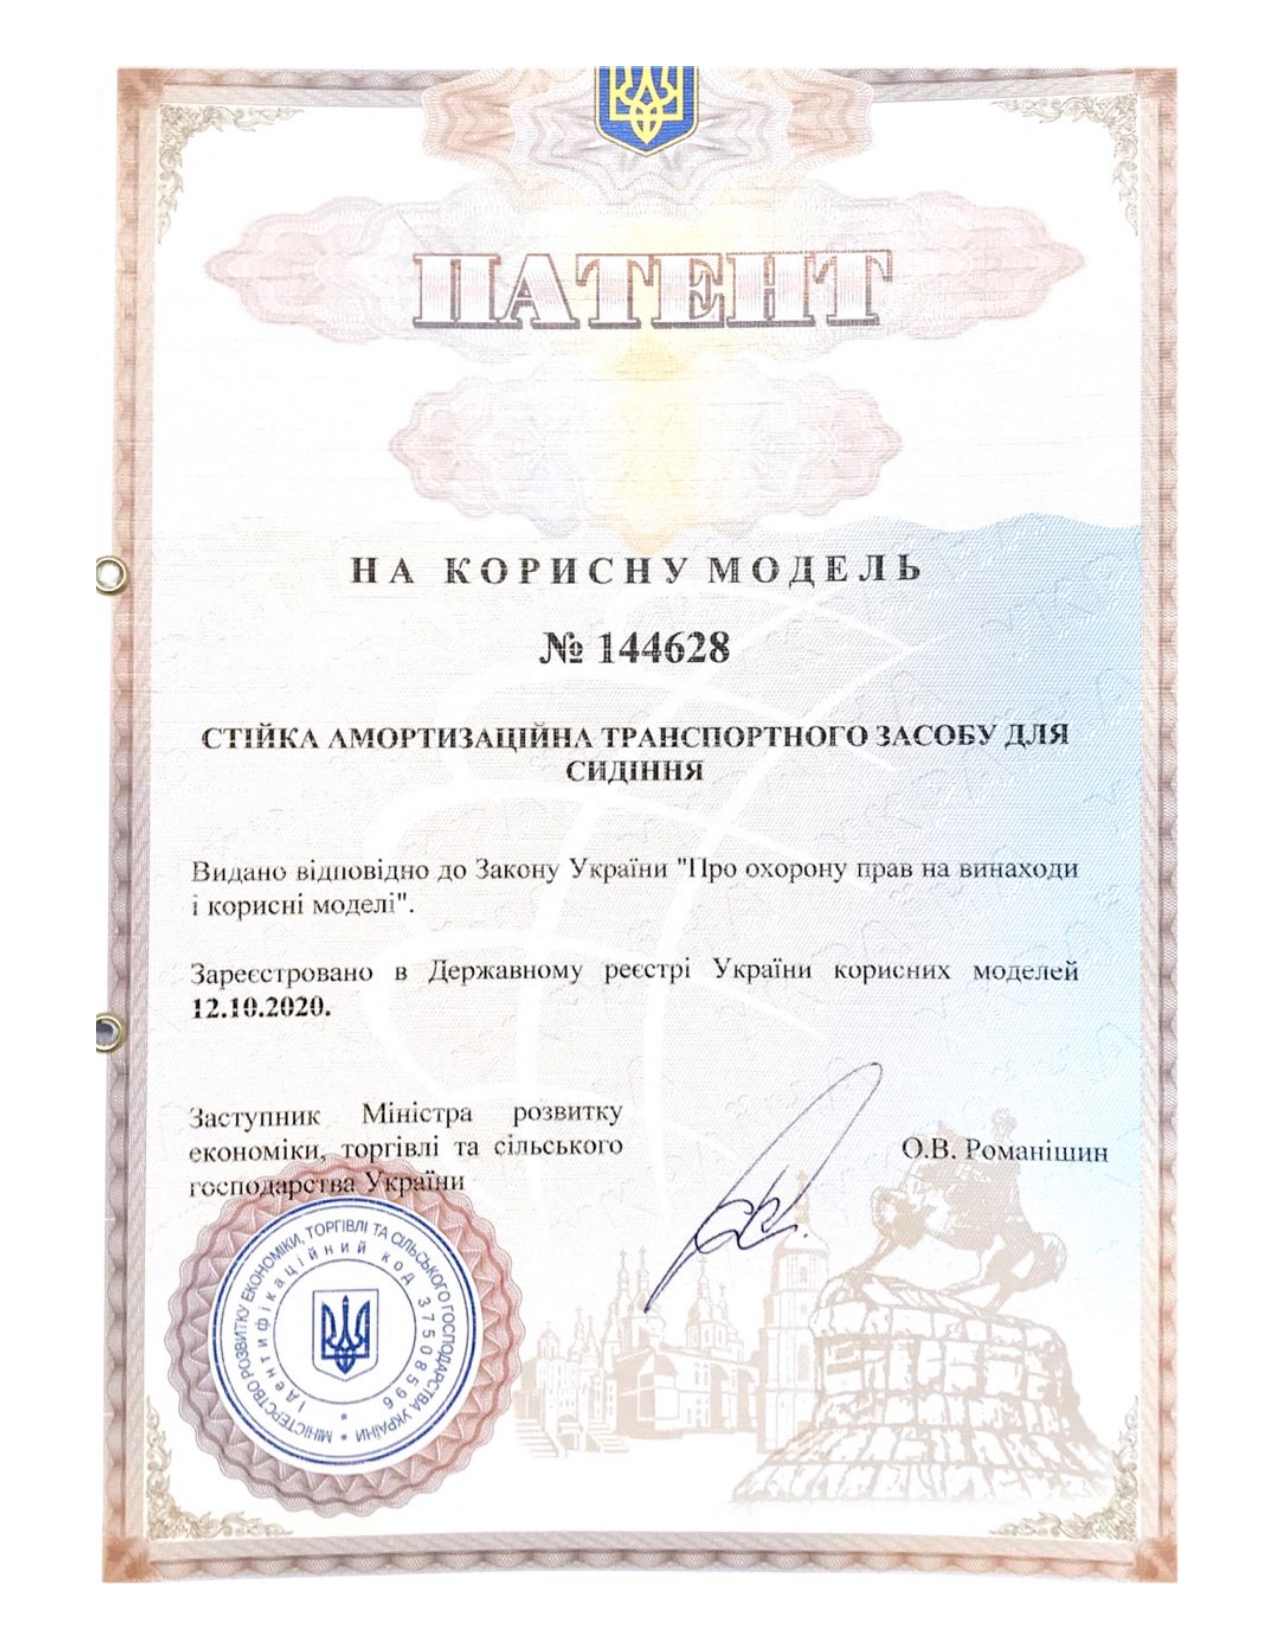 ПАТЕНТ
НА КОРИСНУ МОДЕЛЬ
№ 144628
СТІЙКА АМОРТИЗАЦІЙНА ТРАНСПОРТНОГО ЗАСОБУ ДЛЯ
СИДІННЯ
Видано відповідно до Закону України "Про охорону прав на винаходи
і корисні моделі".
Зареєстровано в Державному реєстрі України корисних моделей
12.10.2020.
Заступник Міністра розвитку
економіки, торгівлі та сільського
господарства України
О.В. Романішин
МІНІСТЕРСТВО РОЗВИТКУ ЕКОНОМІКИ, ТОРГІВЛІ ТА СІЛЬСЬКОГО ГОСПОДАРСТВА УКРАЇНИ *
Ідентифікаційний код 37508596 *